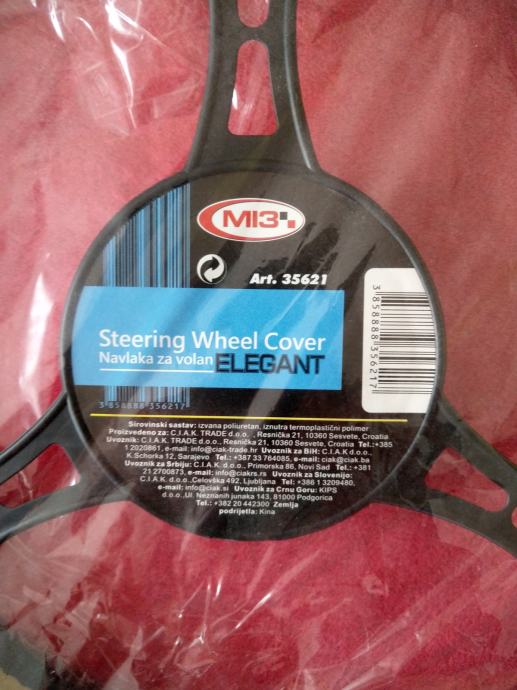 MI3
Art. 35621
Steering Wheel Cover
Navlaka za volan ELEGANT
3 858888 356217
3 858888 356217
Sirovinski sastav: izvana poliuretan, iznutra termoplastični polimer
Proizvedeno za: C.I.A.K. TRADE d.o.o. , Resnička 21, 10360 Sesvete, Croatia
Uvoznik: C.I.A.K. TRADE d.o.o., Resnička 21, 10360 Sesvete, Croatia Tel.:+385
1 2020861, e-mail: info@ciak-trade.hr Uvoznik za BiH: C.I.A.K d.o.o.,
K.Schorka 12, Sarajevo Tel.:+387 33 764085, e-mail: ciak@ciak.ba
Uvoznik za Srbiju: C.I.A.K. d.o.o., Primorska 86, Novi Sad Tel.: +381
21 2700873, e-mail: info@ciakrs.rs Uvoznik za Sloveniju:
C.I.A.K. d.o.o.,Celovška 492, Ljubljana Tel: +386 1 3209480,
e-mail: info@ciak.si Uvoznik za Crnu Goru: KIPS
d.o.o.,Ul. Neznanih junaka 143, 81000 Podgorica
Tel.: +382 20 442300 Zemlja
podrijetla: Kina